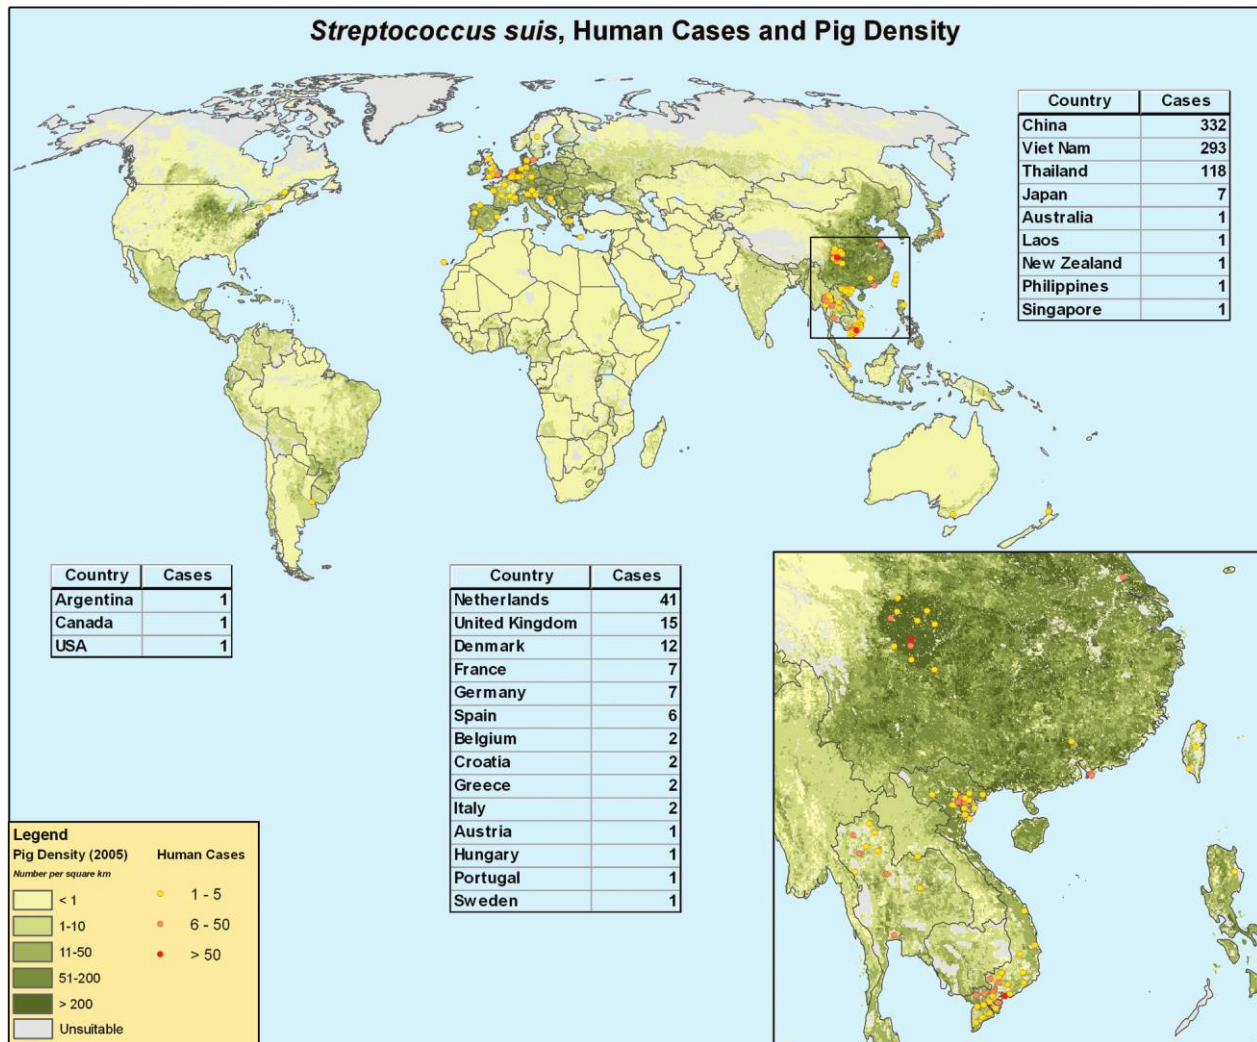 Streptococcus suis, Human Cases and Pig Density
Country Cases
China 332
Viet Nam 293
Thailand 118
Japan 7
Australia 1
Laos 1
New Zealand 1
Philippines 1
Singapore 1
Country Cases
Argentina 1
Canada 1
USA 1
Country Cases
Netherlands 41
United Kingdom 15
Denmark 12
France 7
Germany 7
Spain 6
Belgium 2
Croatia 2
Greece 2
Italy 2
Austria 1
Hungary 1
Portugal 1
Sweden 1
Legend
Pig Density (2005) Human Cases
Number per square km
< 1 1 - 5
1-10 6 - 50
11-50 > 50
51-200
> 200
Unsuitable